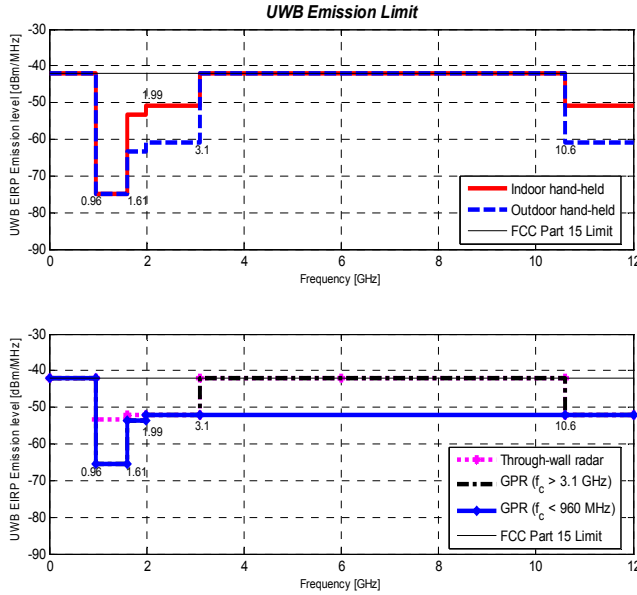 UWB Emission Limit
-30
-40
-50
-60
-70
-80
-90
UWB EIRP Emission level [dBm/MHz]
1.99
3.1
10.6
0.96
1.61
Indoor hand-held
Outdoor hand-held
FCC Part 15 Limit
0 2 4 6 8 10 12
Frequency [GHz]
-30
-40
-50
-60
-70
-80
-90
UWB EIRP Emission level [dBm/MHz]
1.99
3.1
10.6
0.96
1.61
Through-wall radar
GPR (f_c > 3.1 GHz)
GPR (f_c < 960 MHz)
FCC Part 15 Limit
0 2 4 6 8 10 12
Frequency [GHz]